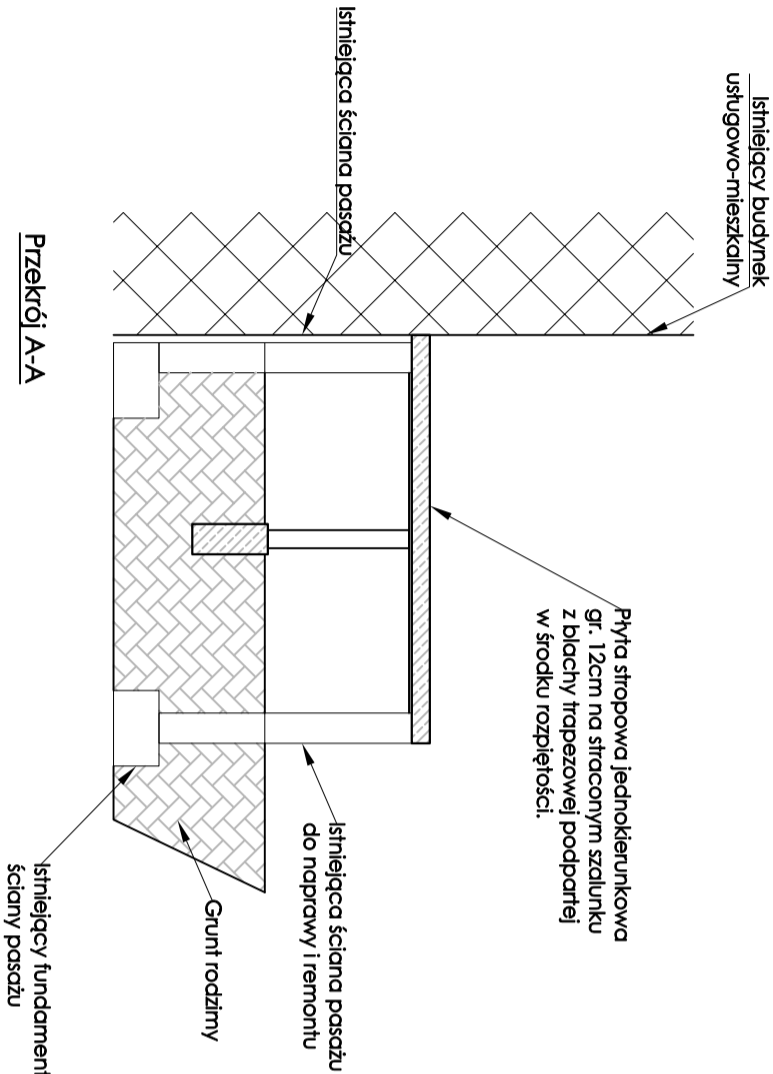 Istniejący budynek
usługowo-mieszkalny
Istniejąca ściana pasażu
Płyta stropowa jednokierunkowa
gr. 12cm na straconym szalunku
z blachy trapezowej podpartej
w środku rozpiętości.
Istniejąca ściana pasażu
do naprawy i remontu
Grunt rodzimy
Istniejący fundament
ściany pasażu
Przekrój A-A